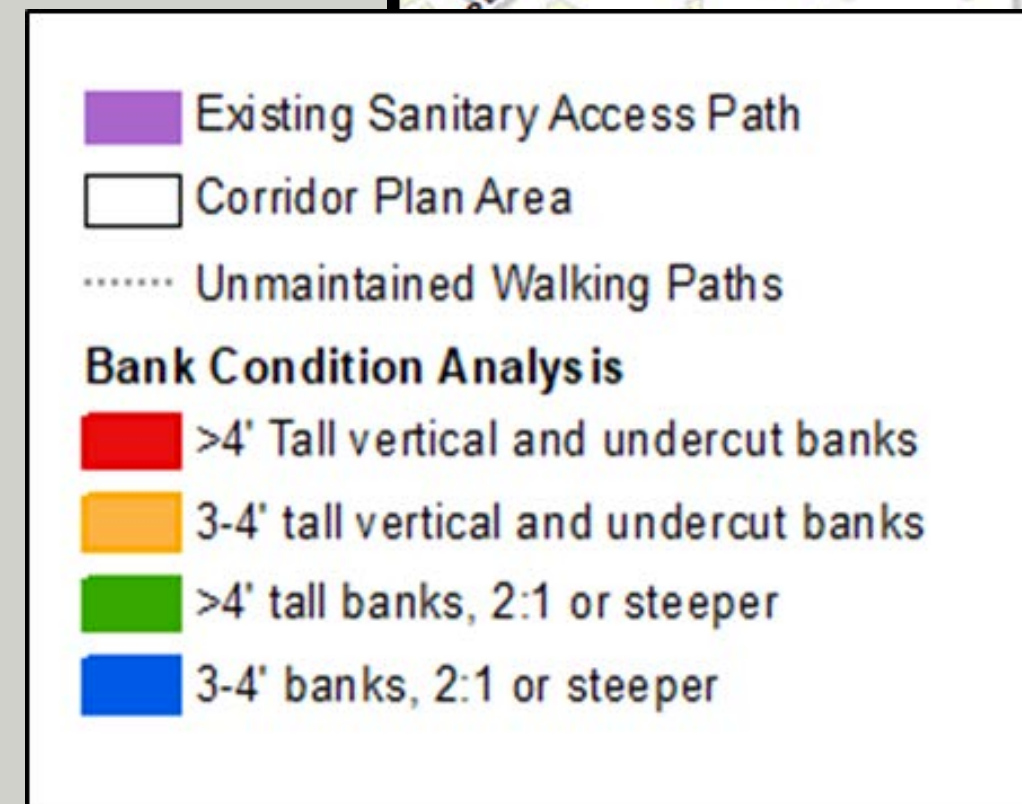 Existing Sanitary Access Path
Corridor Plan Area
Unmaintained Walking Paths
Bank Condition Analysis
>4' Tall vertical and undercut banks
3-4' tall vertical and undercut banks
>4' tall banks, 2:1 or steeper
3-4' banks, 2:1 or steeper